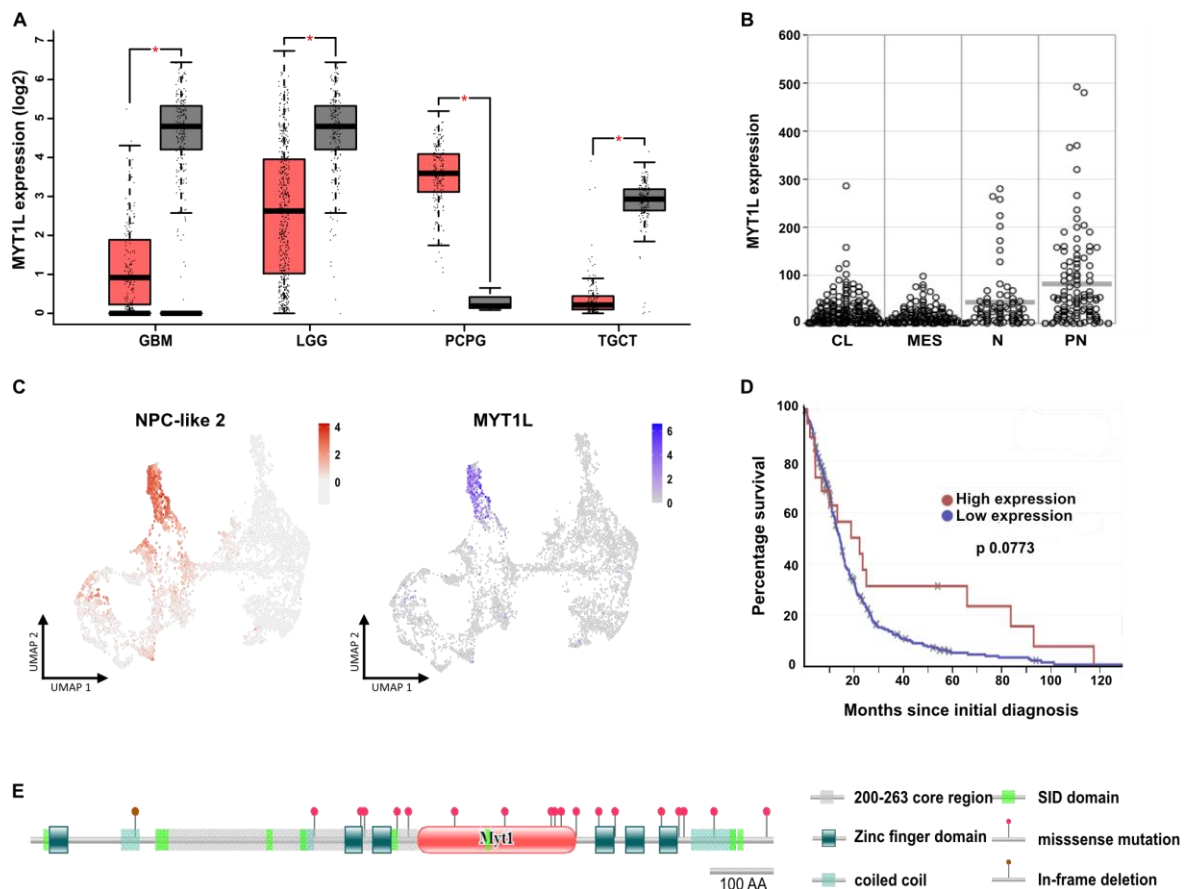 A
MYT1L expression (log2)
7
6
5
4
3
2
1
0
*
*
*
*
GBM
LGG
PCPG
TGCT
B
MYT1L expression
600
500
400
300
200
100
0
CL
MES
N
PN
C
NPC-like 2
4
2
0
UMAP 2
UMAP 1
MYT1L
6
4
2
0
UMAP 2
UMAP 1
D
Percentage survival
100
80
60
40
20
0
High expression
Low expression
p 0.0773
20
40
60
80
100
120
Months since initial diagnosis
E
Myt1
100 AA
200-263 core region
SID domain
Zinc finger domain
misssense mutation
coiled coil
In-frame deletion